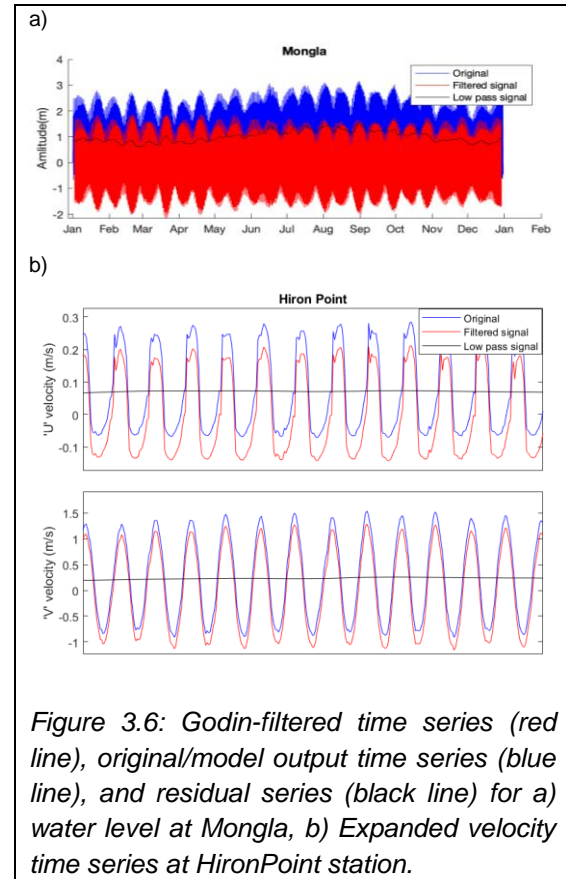 a)
Mongla
4
3
2
1
0
-1
-2
Amlitude(m)
Original
Filtered signal
Low pass signal
Jan Feb Mar Apr May Jun Jul Aug Sep Oct Nov Dec Jan Feb
b)
Hiron Point
0.3
0.2
0.1
0
-0.1
'U' velocity (m/s)
Original
Filtered signal
Low pass signal
1.5
1
0.5
0
-0.5
-1
'V' velocity (m/s)
Figure 3.6: Godin-filtered time series (red
line), original/model output time series (blue
line), and residual series (black line) for a)
water level at Mongla, b) Expanded velocity
time series at HironPoint station.